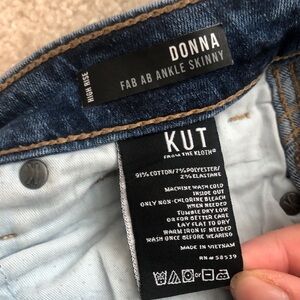 DONNA
FAB AB ANKLE SKINNY
HIGH RISE
KUT
FROM THE KLOTH®
91% COTTON/7% POLYESTER/
2% ELASTANE
MACHINE WASH COLD
INSIDE OUT
ONLY NON-CHLORINE BLEACH
WHEN NEEDED
TUMBLE DRY LOW
OR FOR BETTER CARE
LAY FLAT TO DRY
WARM IRON IF NEEDED
WASH ONCE BEFORE WEARING
MADE IN VIETNAM
RN# 58539